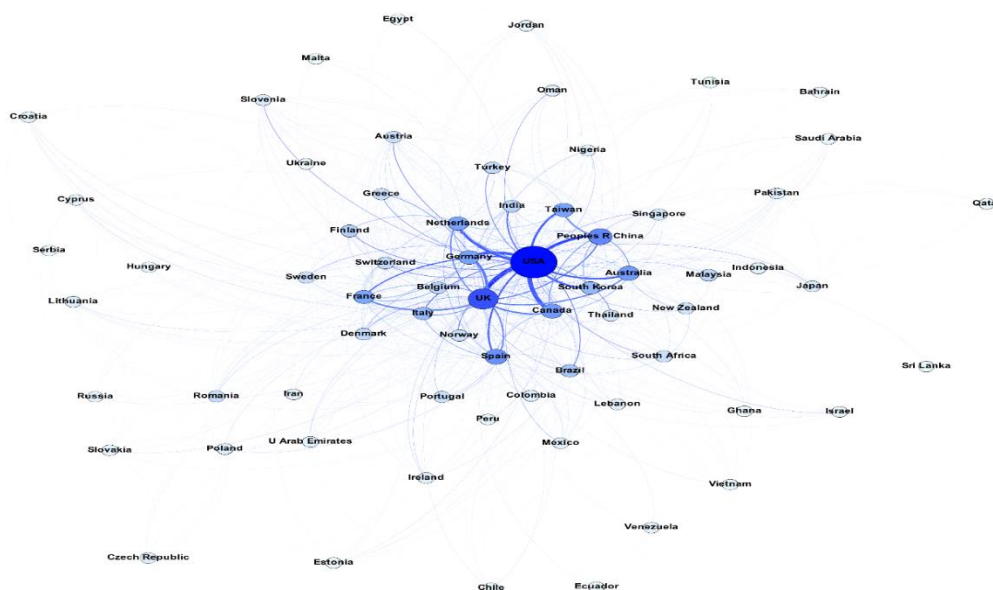 Egypt
Jordan
Malta
Tunisia
Oman
Bahrain
Slovenia
Croatia
Austria
Saudi Arabia
Nigeria
Ukraine
Turkey
Greece
Pakistan
Cyprus
India
Qata
Taiwan
Singapore
Netherlands
Finland
Peoples R China
Serbia
Germany
USA
Switzerland
Hungary
Indonesia
Sweden
Australia
Malaysia
Belgium
South Korea
Japan
France
UK
Lithuania
New Zealand
Canada
Italy
Thailand
Denmark
Norway
Spain
South Africa
Sri Lanka
Brazil
Iran
Russia
Romania
Portugal
Colombia
Lebanon
Ghana
Israel
Peru
U Arab Emirates
Mexico
Slovakia
Poland
Ireland
Vietnam
Venezuela
Czech Republic
Estonia
Ecuador
Chile